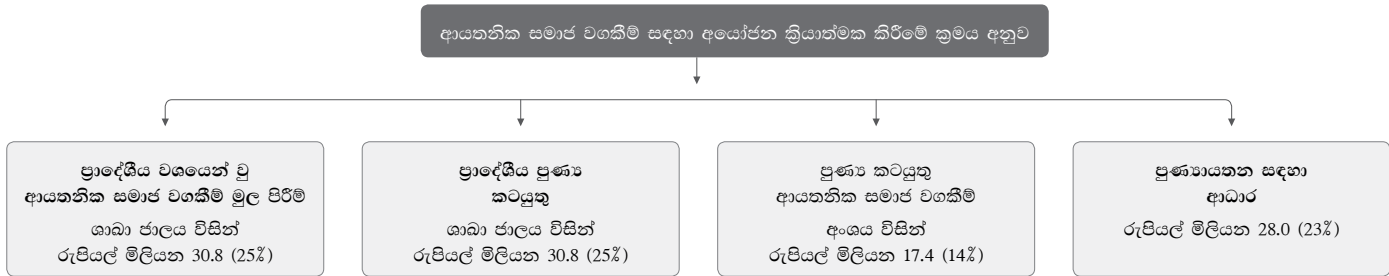 ආයතනික සමාජ වගකීම් සඳහා අයෝජන ක්‍රියාත්මක කිරීමේ ක්‍රමය අනුව
ප්‍රාදේශීය වශයෙන් වු
ආයතනික සමාජ වගකීම් මුල පිරීම්
ශාඛා ජාලය විසින්
රුපියල් මිලියන 30.8 (25%)
ප්‍රාදේශීය පුණ්‍ය
කටයුතු
ශාඛා ජාලය විසින්
රුපියල් මිලියන 30.8 (25%)
පුණ්‍ය කටයුතු
ආයතනික සමාජ වගකීම්
අංශය විසින්
රුපියල් මිලියන 17.4 (14%)
පුණ්‍යායතන සඳහා
ආධාර
රුපියල් මිලියන 28.0 (23%)